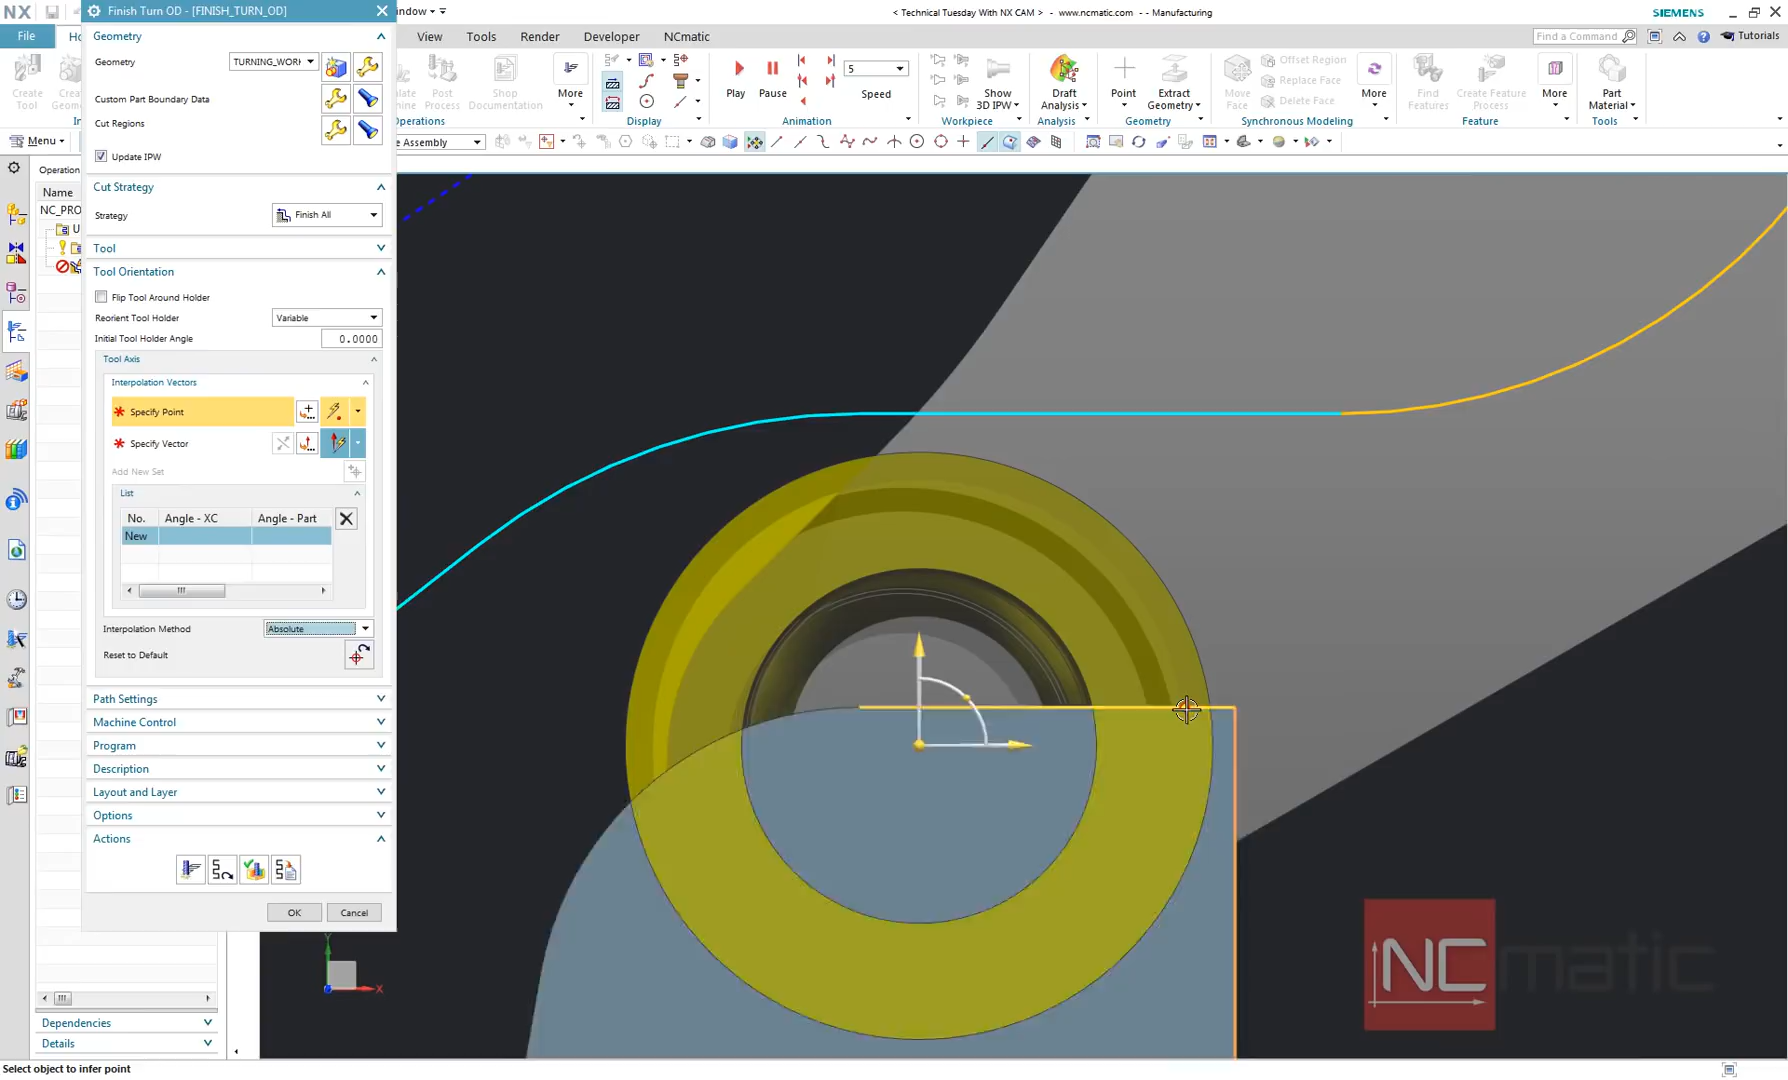 NX
Finish Turn OD - [FINISH_TURN_OD]
ndow
< Technical Tuesday With NX CAM > - www.ncmatic.com - Manufacturing
SIEMENS
File
View
Tools
Render
Developer
NCmatic
Find a Command
Tutorials
Geometry
Geometry
TURNING_WORK
Custom Part Boundary Data
Cut Regions
Update IPW
Cut Strategy
Strategy
Finish All
Tool
Tool Orientation
Flip Tool Around Holder
Reorient Tool Holder
Variable
Initial Tool Holder Angle
0.0000
Tool Axis
Interpolation Vectors
Specify Point
Specify Vector
Add New Set
List
No.
Angle - XC
Angle - Part
New
Interpolation Method
Absolute
Reset to Default
Path Settings
Machine Control
Program
Description
Layout and Layer
Options
Actions
OK
Cancel
Create Tool
Menu
Operation
Name
NC_PRO
Dependencies
Details
Post Process
Shop Documentation
More
Operations
Display
Play
Pause
5
Speed
Animation
Show 3D IPW
Workpiece
Draft Analysis
Analysis
Point
Extract Geometry
Geometry
Move Face
Offset Region
Replace Face
Delete Face
More
Synchronous Modeling
Find Features
Create Feature Process
More
Feature
Part Material
Tools
e Assembly
Y
X
NCmatic
Select object to infer point